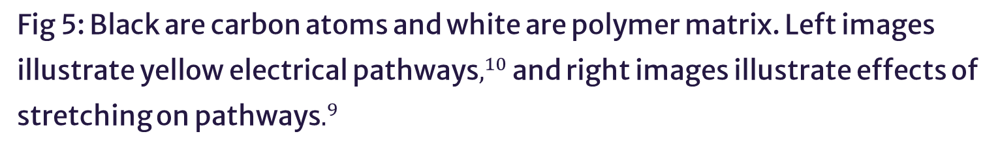 Fig 5: Black are carbon atoms and white are polymer matrix. Left images
illustrate yellow electrical pathways,¹⁰ and right images illustrate effects of
stretching on pathways.⁹